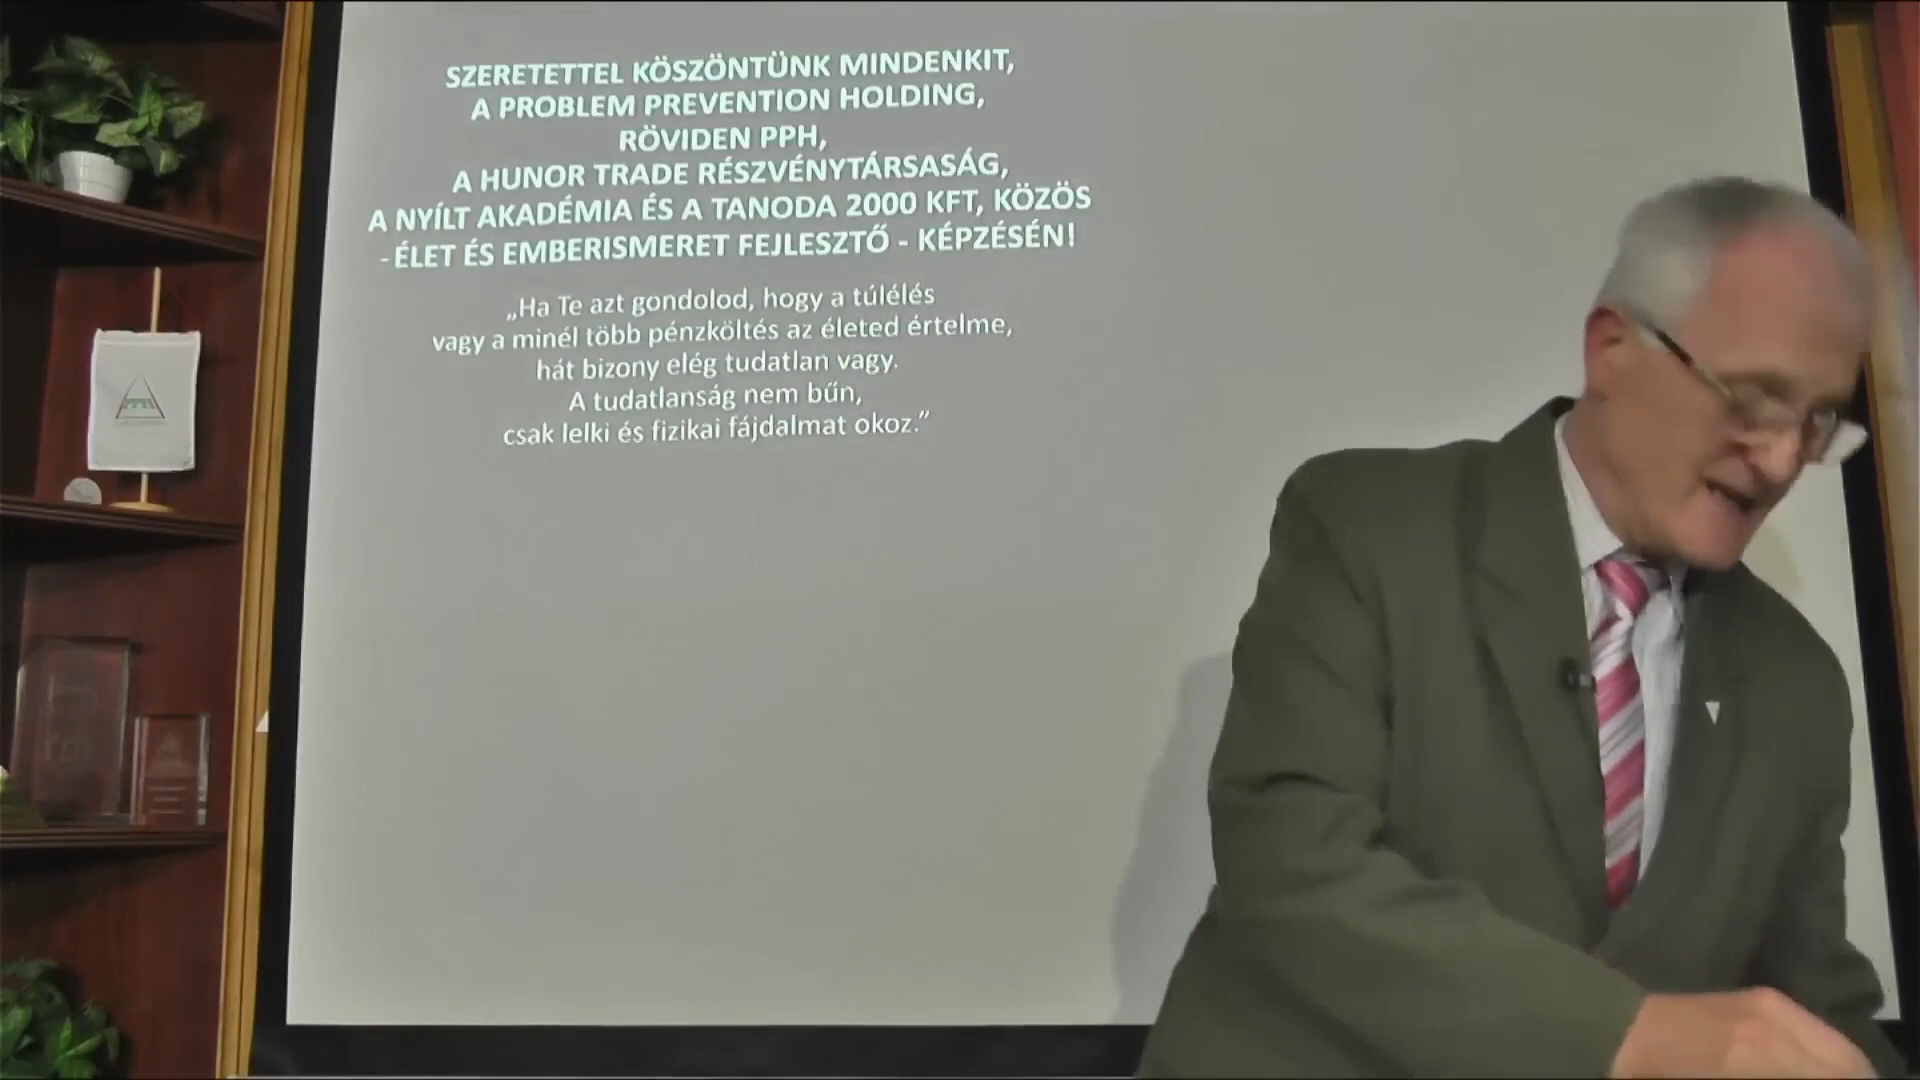 SZERETETTEL KÖSZÖNTÜNK MINDENKIT,
A PROBLEM PREVENTION HOLDING,
RÖVIDEN PPH,
A HUNOR TRADE RÉSZVÉNYTÁRSASÁG,
A NYÍLT AKADÉMIA ÉS A TANODA 2000 KFT, KÖZÖS
- ÉLET ÉS EMBERISMERET FEJLESZTŐ - KÉPZÉSÉN!
„Ha Te azt gondolod, hogy a túlélés
vagy a minél több pénzköltés az életed értelme,
hát bizony elég tudatlan vagy.
A tudatlanság nem bűn,
csak lelki és fizikai fájdalmat okoz.”